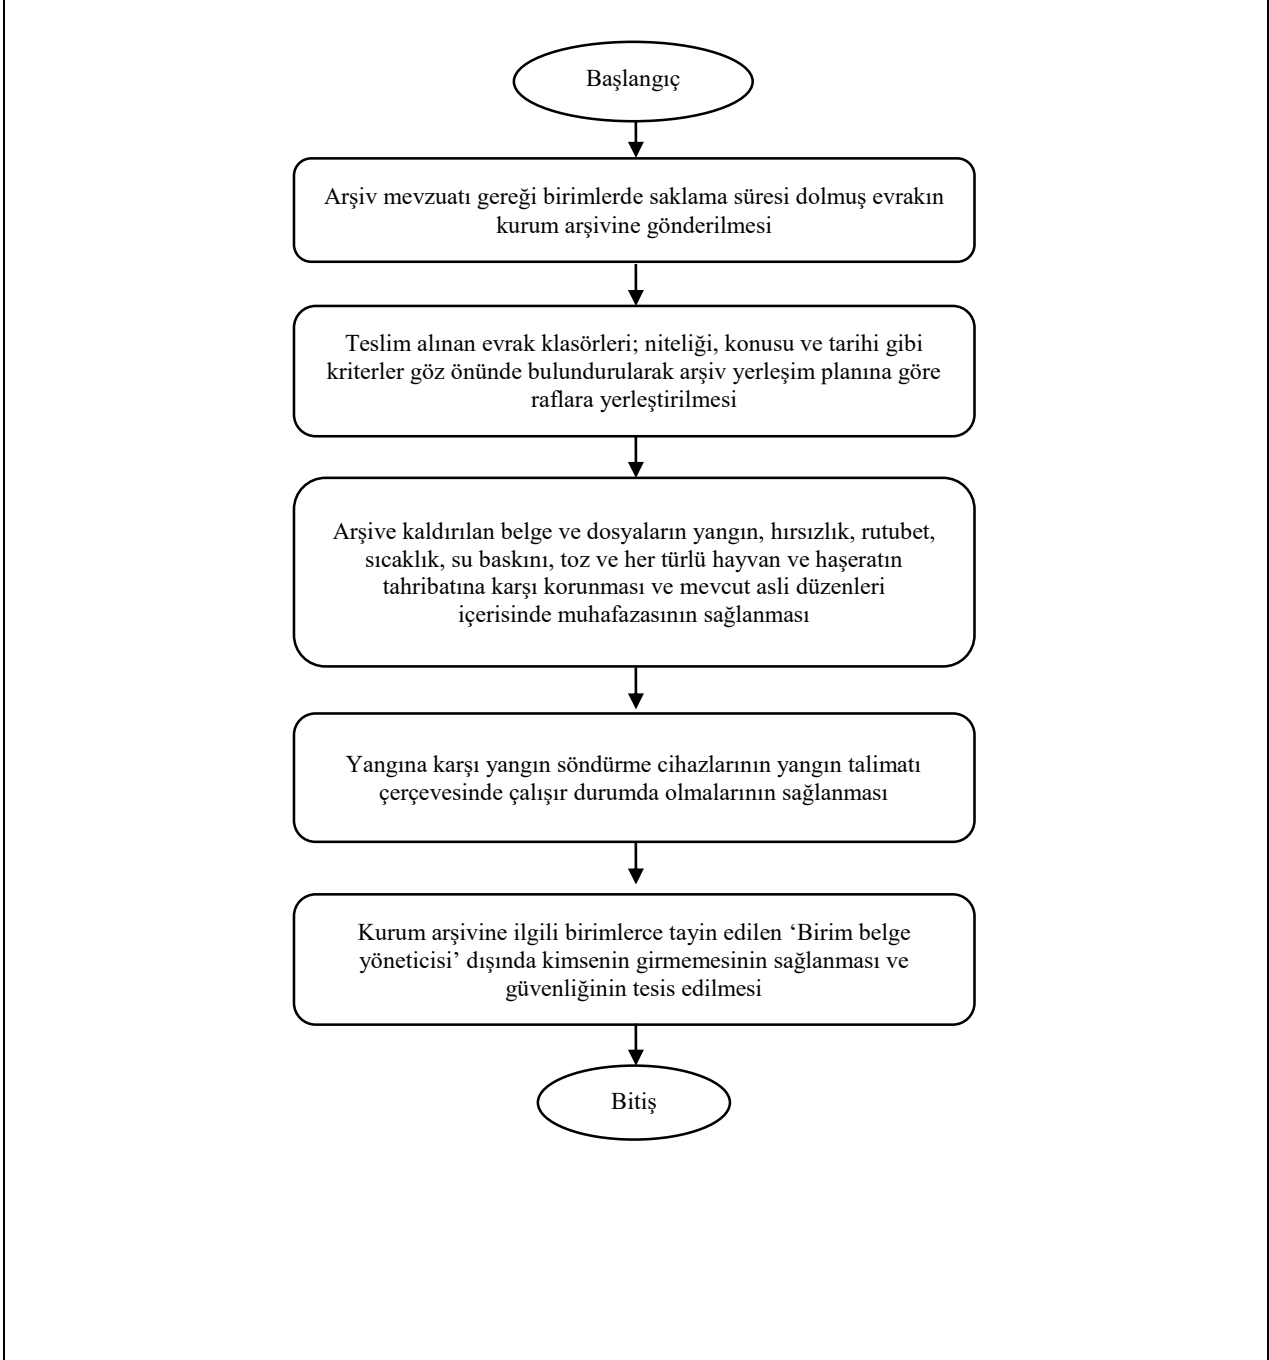 Başlangıç
Arşiv mevzuatı gereği birimlerde saklama süresi dolmuş evrakın
kurum arşivine gönderilmesi
Teslim alınan evrak klasörleri; niteliği, konusu ve tarihi gibi
kriterler göz önünde bulundurularak arşiv yerleşim planına göre
raflara yerleştirilmesi
Arşive kaldırılan belge ve dosyaların yangın, hırsızlık, rutubet,
sıcaklık, su baskını, toz ve her türlü hayvan ve haşeratın
tahribatına karşı korunması ve mevcut asli düzenleri
içerisinde muhafazasının sağlanması
Yangına karşı yangın söndürme cihazlarının yangın talimatı
çerçevesinde çalışır durumda olmalarının sağlanması
Kurum arşivine ilgili birimlerce tayin edilen ‘Birim belge
yöneticisi’ dışında kimsenin girmemesinin sağlanması ve
güvenliğinin tesis edilmesi
Bitiş